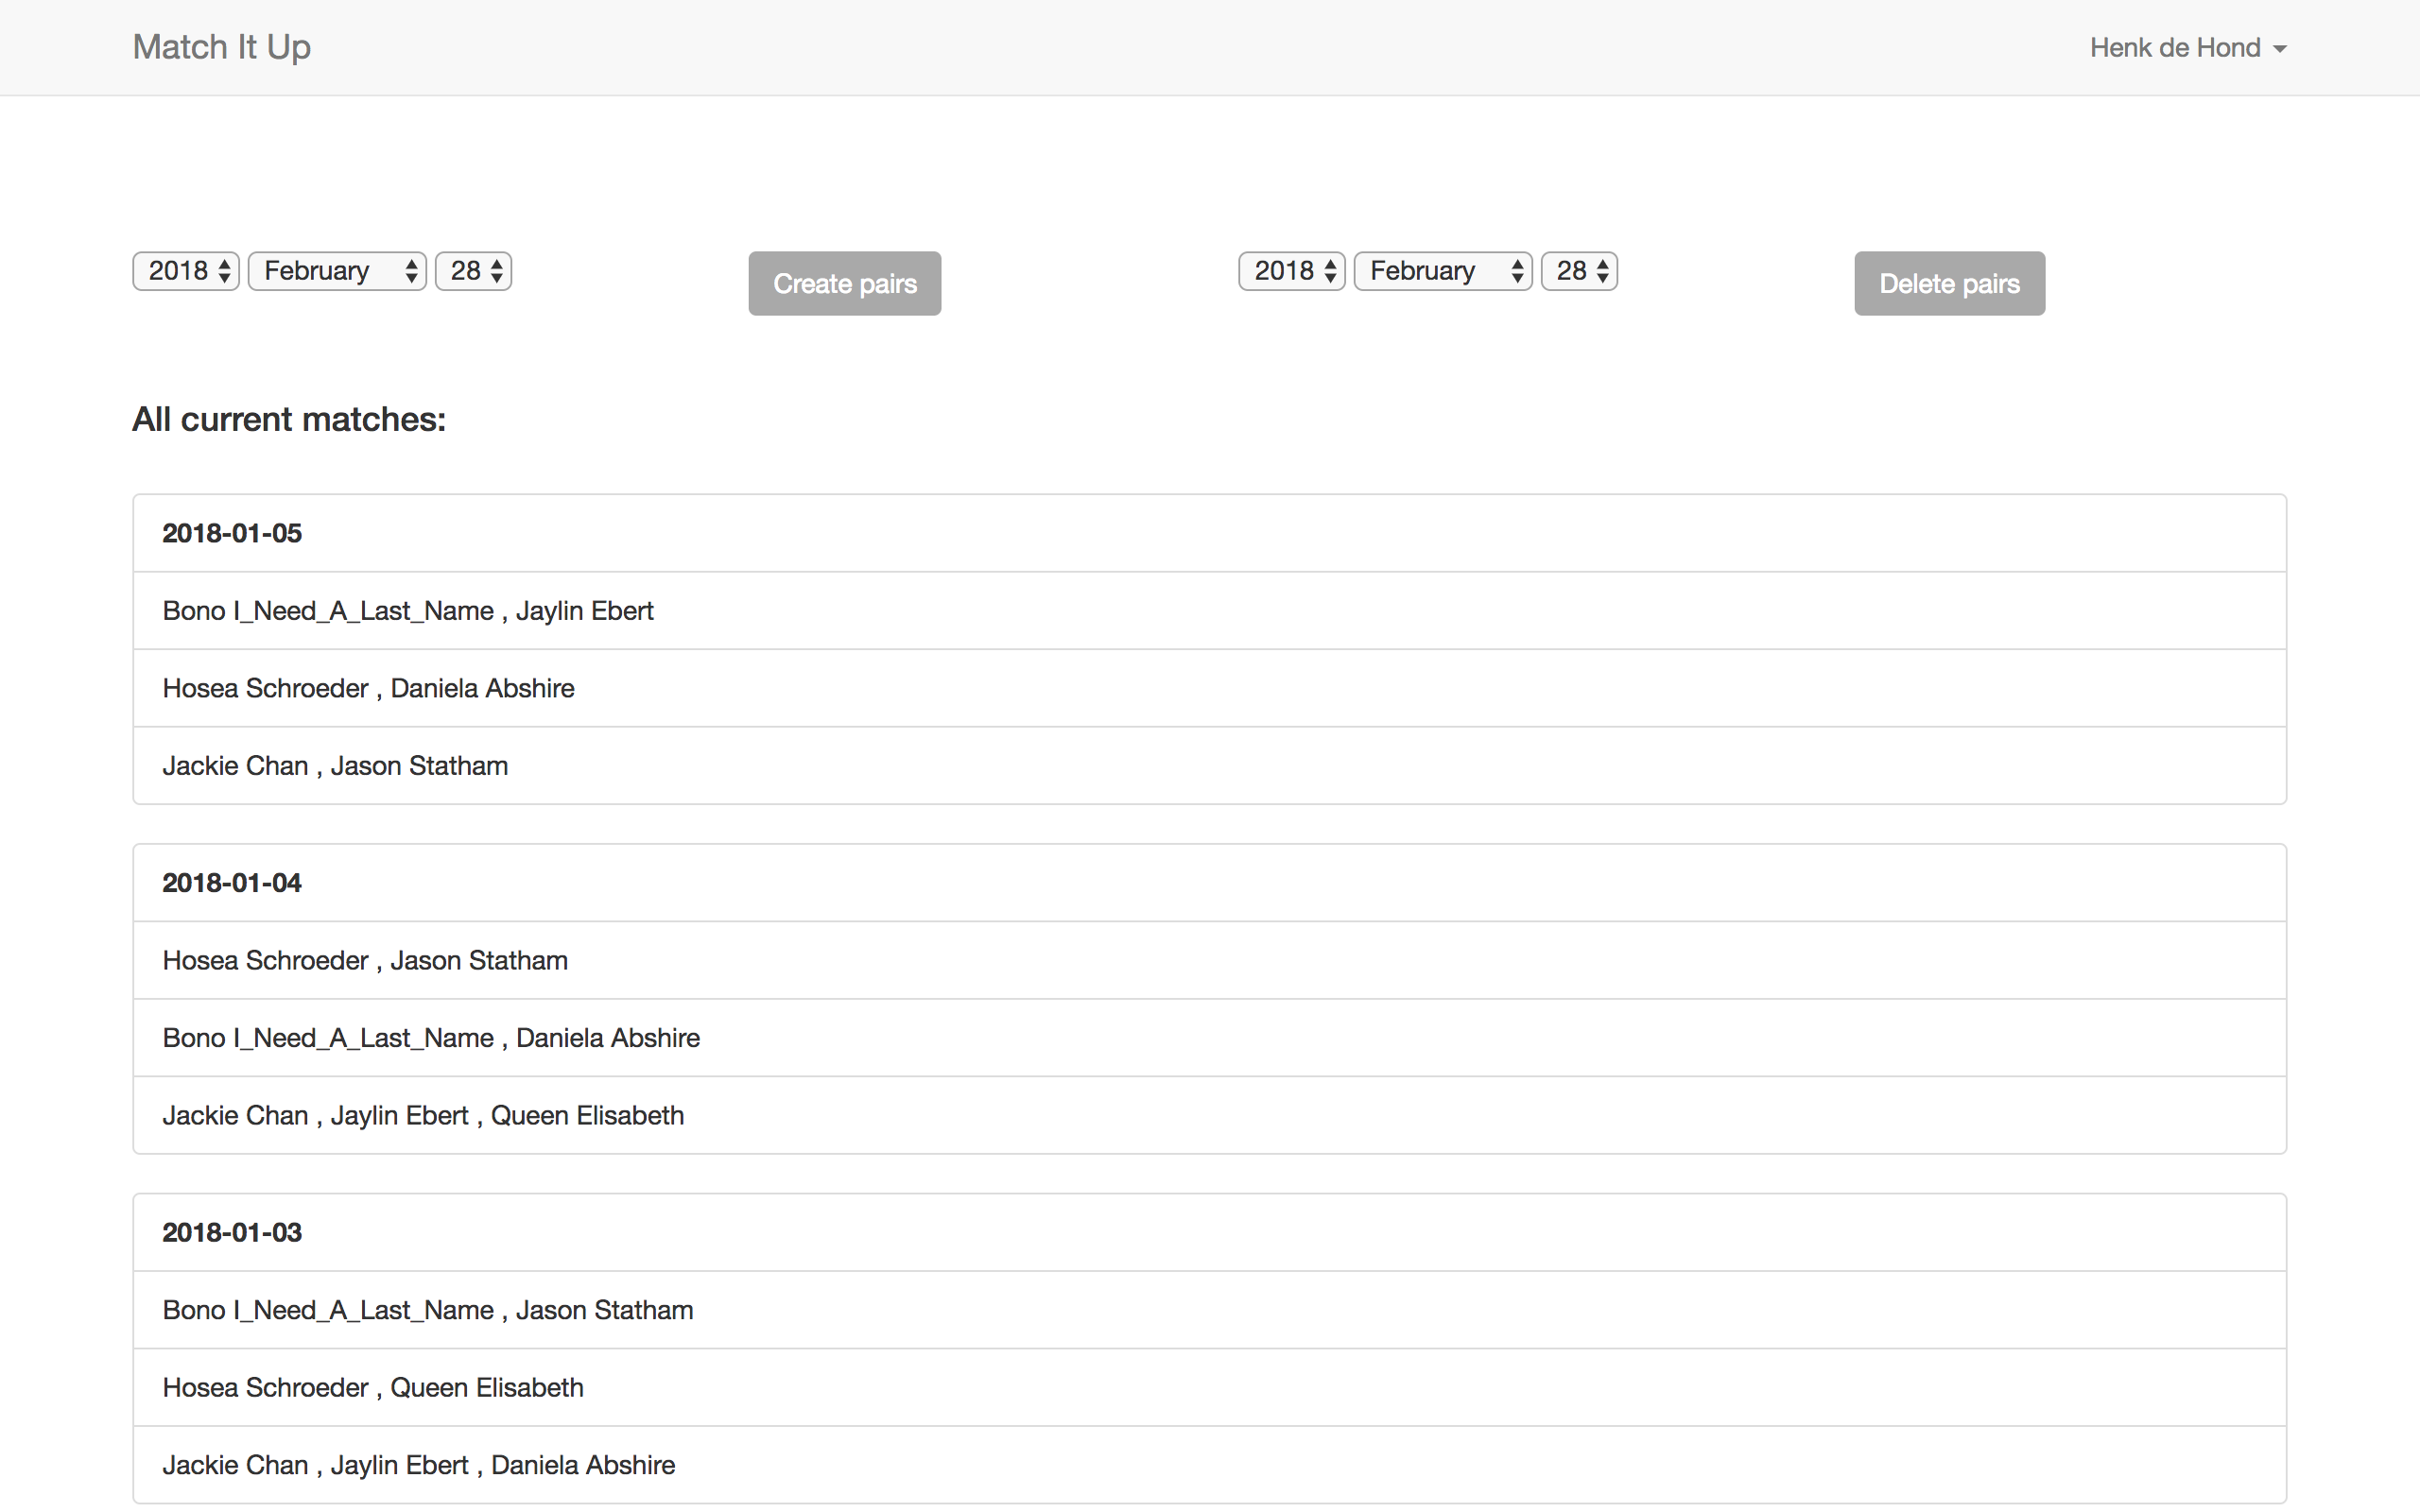 Match It Up
Henk de Hond
2018 February 28 Create pairs 2018 February 28 Delete pairs
All current matches:
2018-01-05
Bono I_Need_A_Last_Name , Jaylin Ebert
Hosea Schroeder , Daniela Abshire
Jackie Chan , Jason Statham
2018-01-04
Hosea Schroeder , Jason Statham
Bono I_Need_A_Last_Name , Daniela Abshire
Jackie Chan , Jaylin Ebert , Queen Elisabeth
2018-01-03
Bono I_Need_A_Last_Name , Jason Statham
Hosea Schroeder , Queen Elisabeth
Jackie Chan , Jaylin Ebert , Daniela Abshire